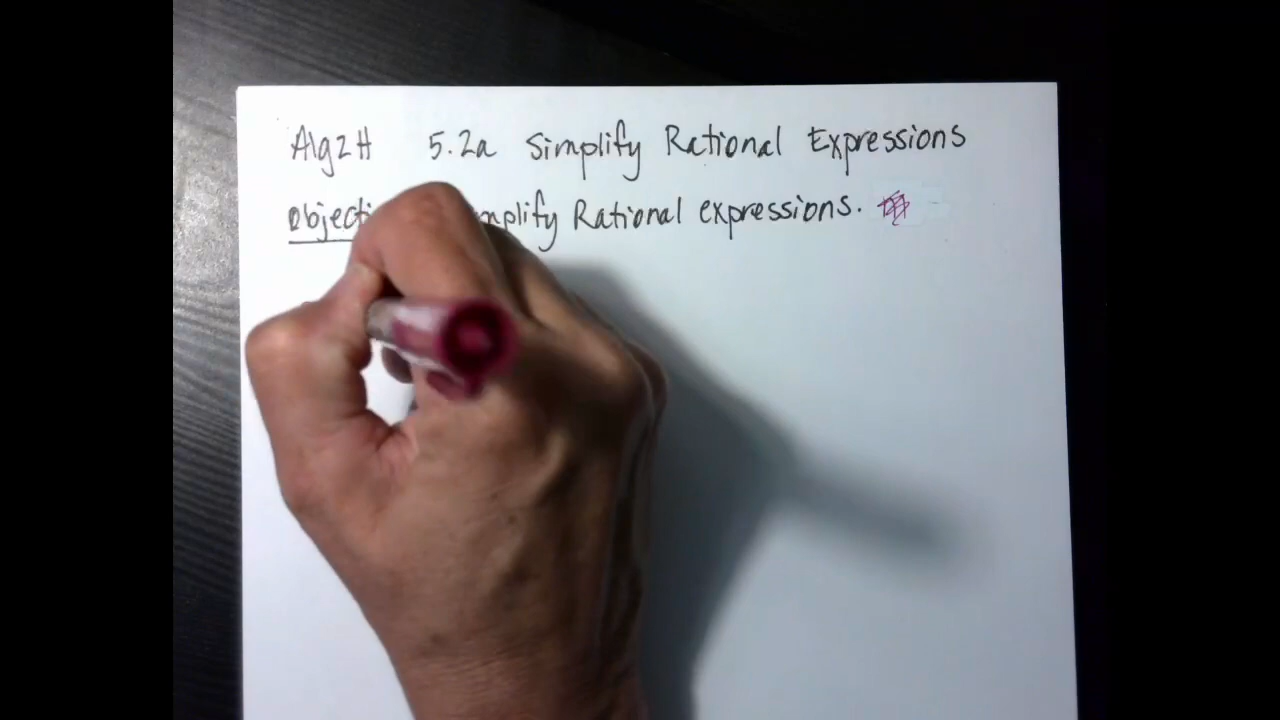 Alg2H 5.2a Simplify Rational Expressions
Rational expressions.